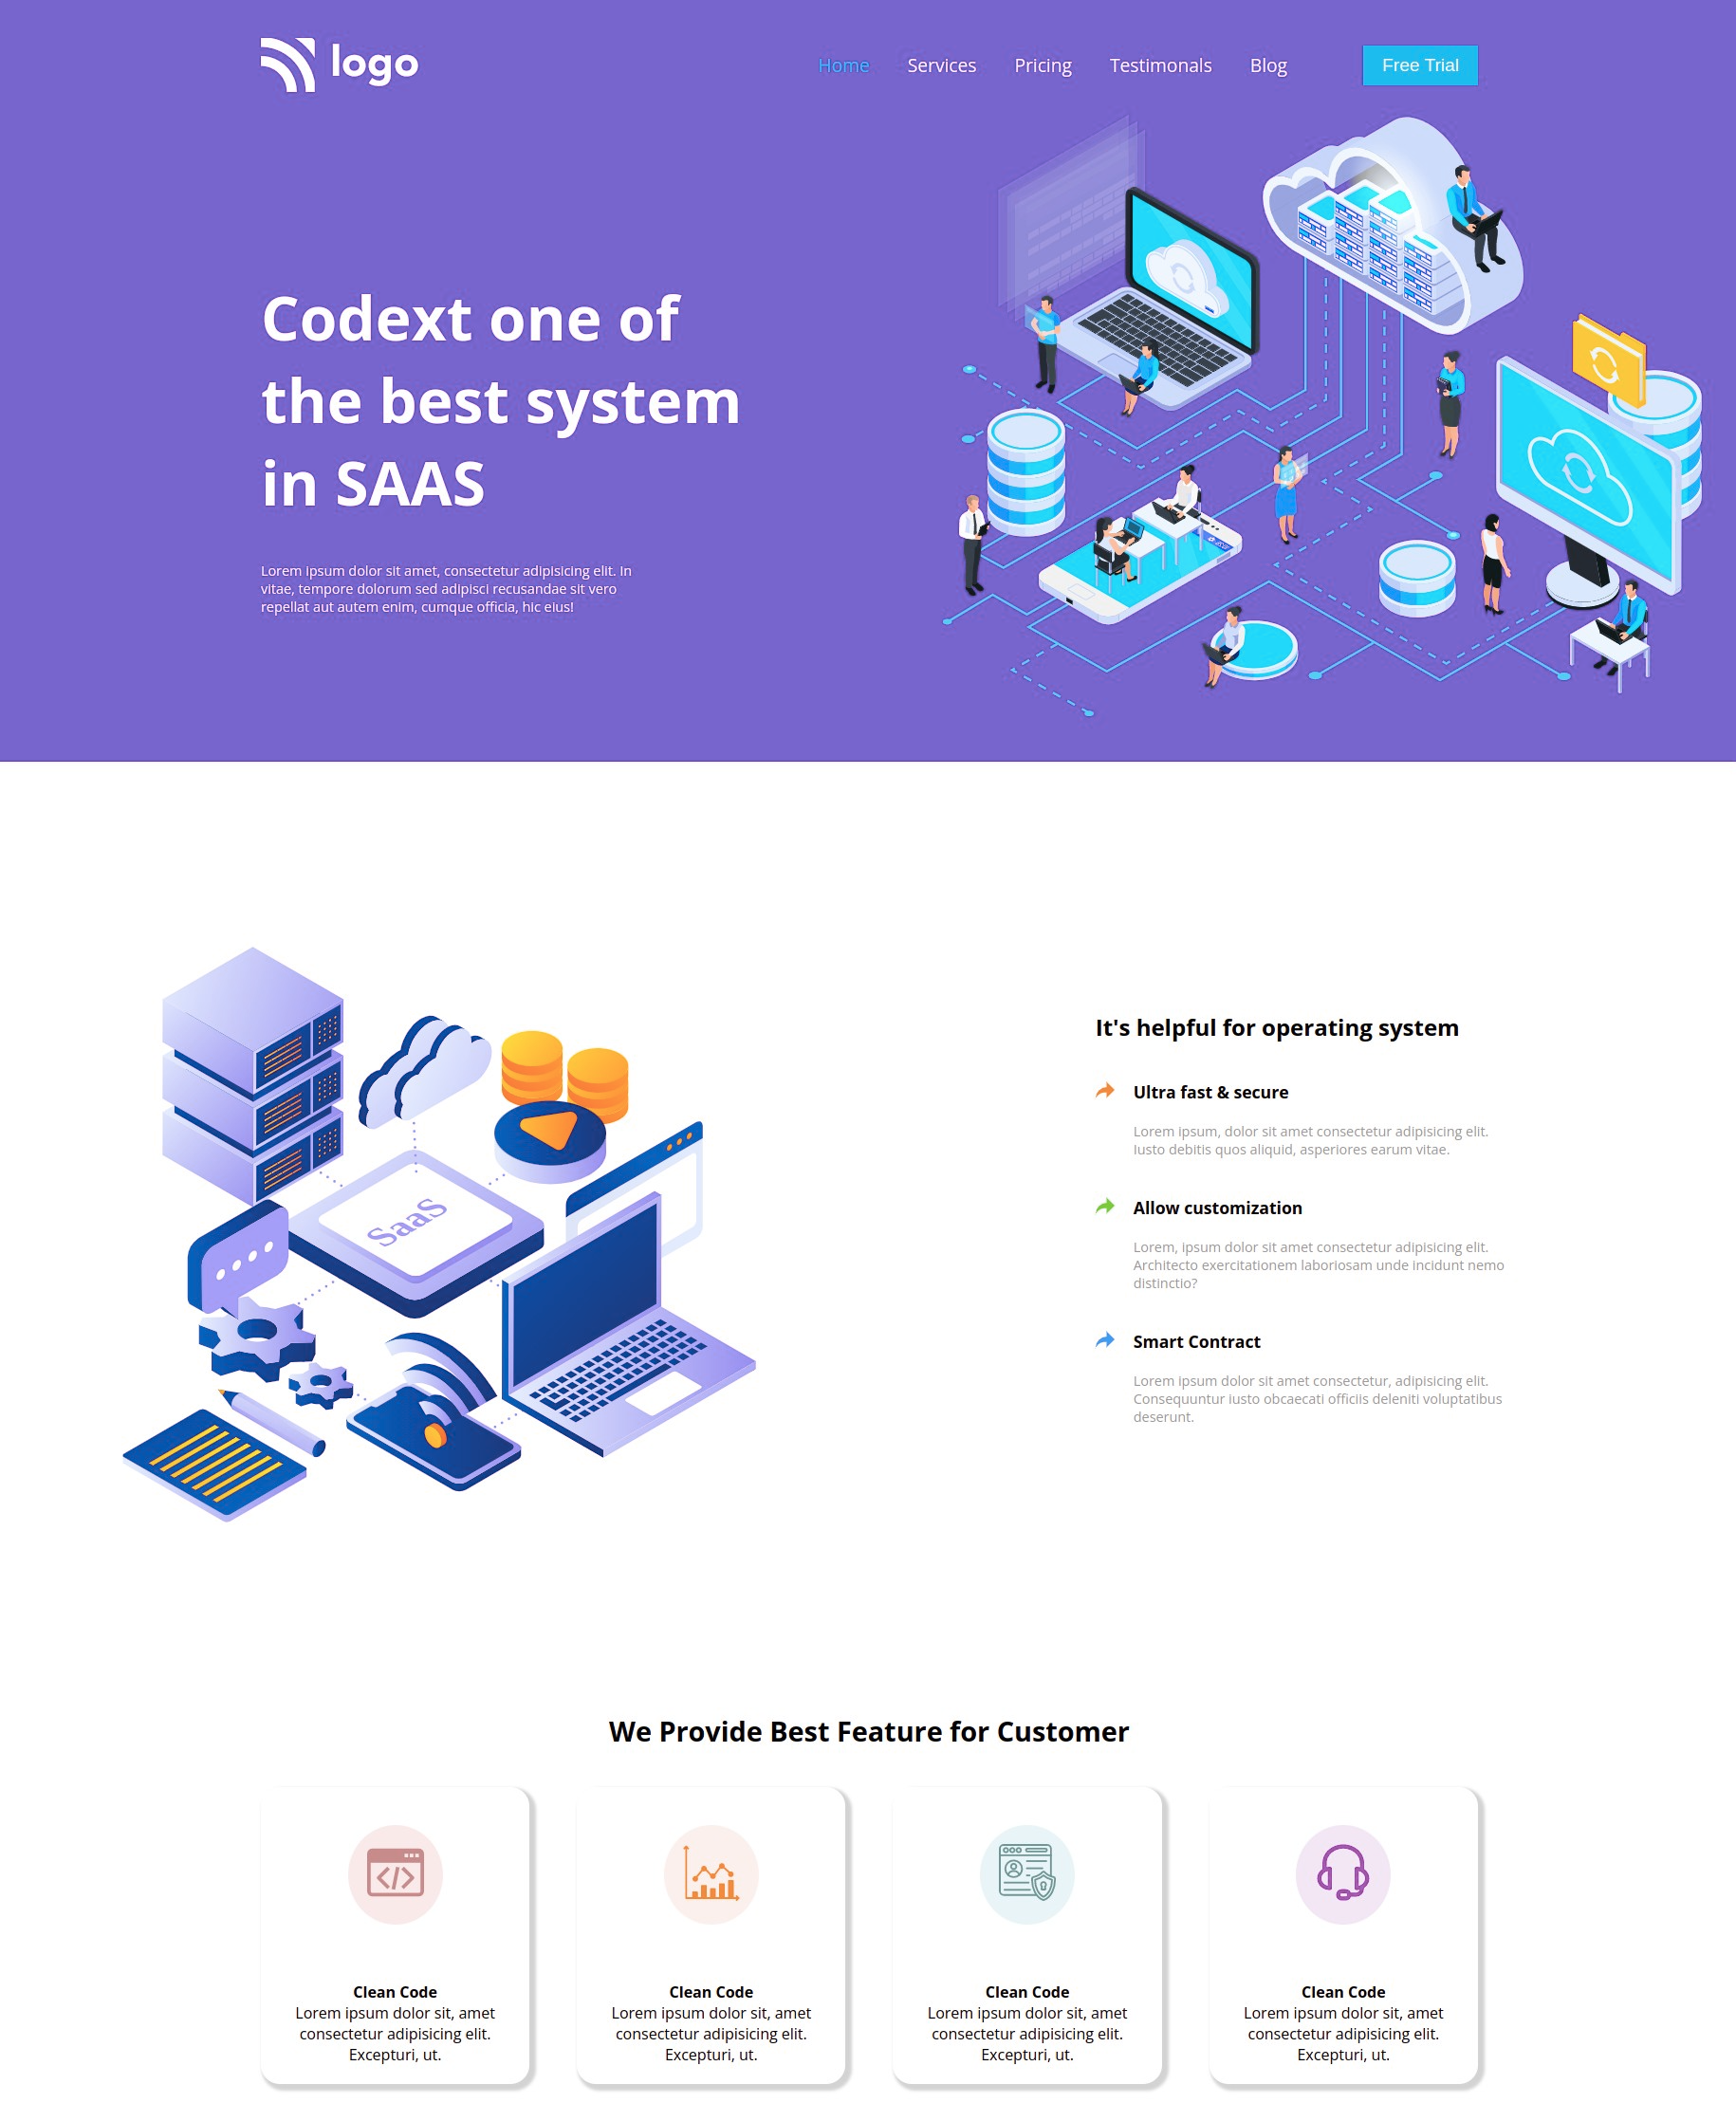 logo
Home Services Pricing Testimonals Blog Free Trial
Codext one of
the best system
in SAAS
Lorem ipsum dolor sit amet, consectetur adipisicing elit. In
vitae, tempore dolorum sed adipisci recusandae sit vero
repellat aut autem enim, cumque officia, hic eius!
SaaS
It's helpful for operating system
Ultra fast & secure
Lorem ipsum, dolor sit amet consectetur adipisicing elit.
Iusto debitis quos aliquid, asperiores earum vitae.
Allow customization
Lorem, ipsum dolor sit amet consectetur adipisicing elit.
Architecto exercitationem laboriosam unde incidunt nemo
distinctio?
Smart Contract
Lorem ipsum dolor sit amet consectetur, adipisicing elit.
Consequuntur iusto obcaecati officiis deleniti voluptatibus
deserunt.
We Provide Best Feature for Customer
Clean Code
Lorem ipsum dolor sit, amet
consectetur adipisicing elit.
Excepturi, ut.
Clean Code
Lorem ipsum dolor sit, amet
consectetur adipisicing elit.
Excepturi, ut.
Clean Code
Lorem ipsum dolor sit, amet
consectetur adipisicing elit.
Excepturi, ut.
Clean Code
Lorem ipsum dolor sit, amet
consectetur adipisicing elit.
Excepturi, ut.